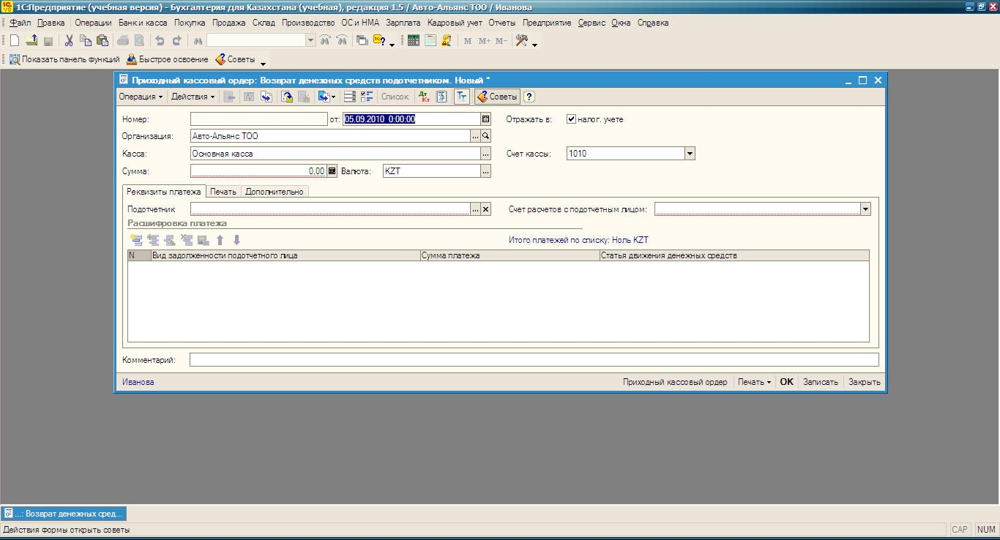 1С:Предприятие (учебная версия) - Бухгалтерия для Казахстана (учебная), редакция 1.5 / Авто-Альянс ТОО / Иванова
Файл Правка Операции Банк и касса Покупка Продажа Склад Производство ОС и НМА Зарплата Кадровый учет Отчеты Предприятие Сервис Окна Справка
M M+ M-
Показать панель функций Быстрое освоение Советы
Приходный кассовый ордер: Возврат денежных средств подотчетником. Новый *
Операция Действия Список Дт Кт Советы
Номер: от: 05.09.2010 0:00:00 Отражать в: налог. учете
Организация: Авто-Альянс ТОО ...
Касса: Основная касса ... Счет кассы: 1010
Сумма: 0,00 Валюта: KZT ...
Реквизиты платежа Печать Дополнительно
Подотчетник ... Счет расчетов с подотчетным лицом:
Расшифровка платежа
Итого платежей по списку: Ноль KZT
N Вид задолженности подотчетного лица Сумма платежа Статья движения денежных средств
Комментарий:
Иванова Приходный кассовый ордер Печать OK Записать Закрыть
...: Возврат денежных сред...
Действия формы открыть советы CAP NUM